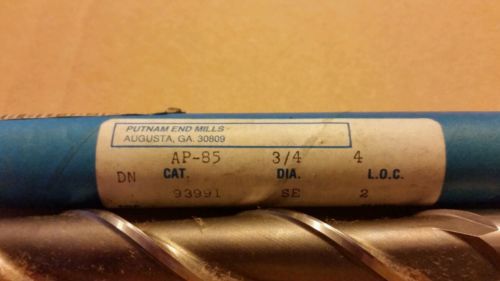 PUTNAM END MILLS
AUGUSTA, GA. 30809
AP-85 3/4 4
DN CAT. DIA. L.O.C.
93991 SE 2